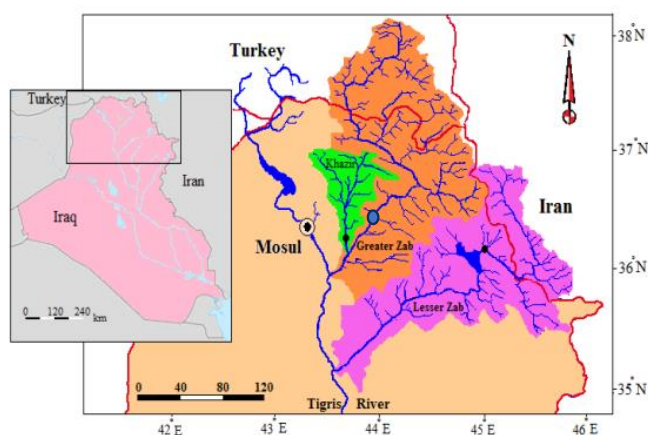 38°N
Turkey
N
Turkey
Iran
Iraq
0 120 240
km
37°N
Khazir
Iran
Mosul
Greater Zab
36°N
Lesser Zab
0 40 80 120
35°N
Tigris River
42 E 43 E 44 E 45 E 46 E